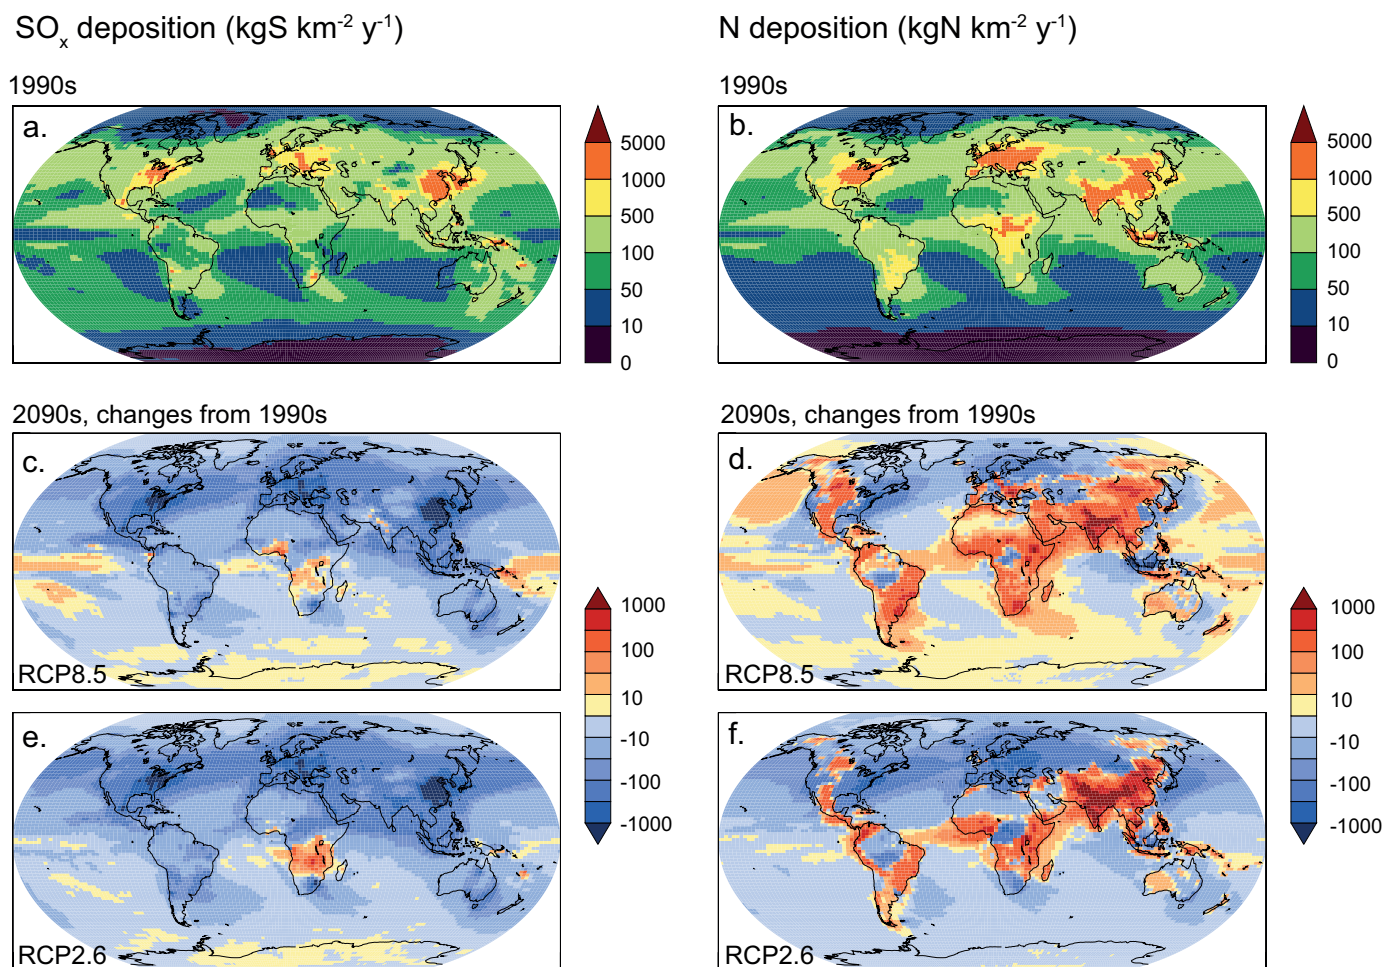 SOx deposition (kgS km-2 y-1)
N deposition (kgN km-2 y-1)
1990s
1990s
a.
5000
1000
500
100
50
10
0
b.
5000
1000
500
100
50
10
0
2090s, changes from 1990s
2090s, changes from 1990s
c.
RCP8.5
d.
RCP8.5
1000
100
10
-10
-100
-1000
1000
100
10
-10
-100
-1000
e.
RCP2.6
f.
RCP2.6